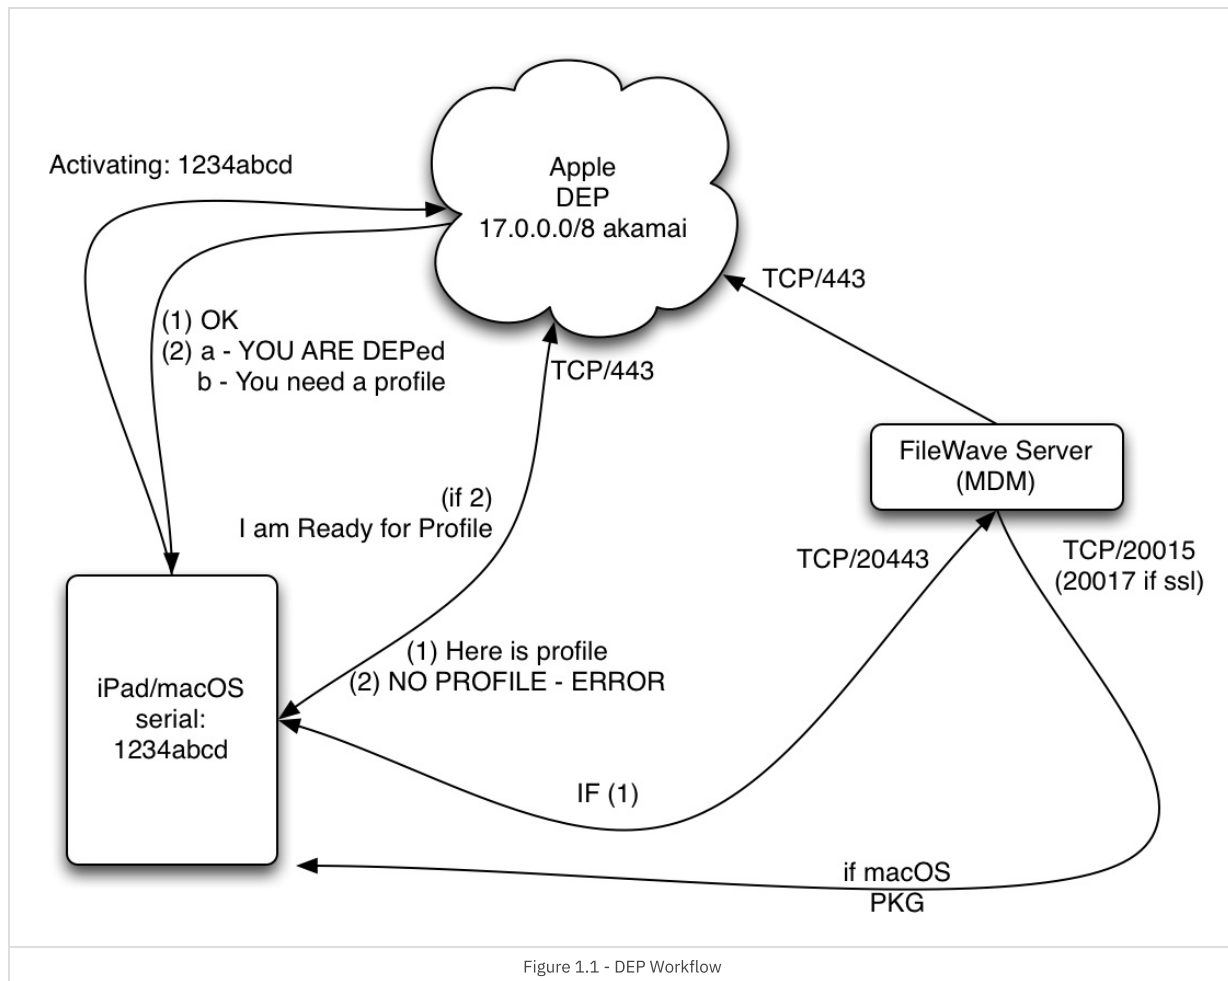 Activating: 1234abcd
Apple
DEP
17.0.0.0/8 akamai
TCP/443
(1) OK
(2) a - YOU ARE DEPed
b - You need a profile
TCP/443
FileWave Server
(MDM)
(if 2)
I am Ready for Profile
TCP/20443
TCP/20015
(20017 if ssl)
(1) Here is profile
(2) NO PROFILE - ERROR
iPad/macOS
serial:
1234abcd
IF (1)
if macOS
PKG
Figure 1.1 - DEP Workflow